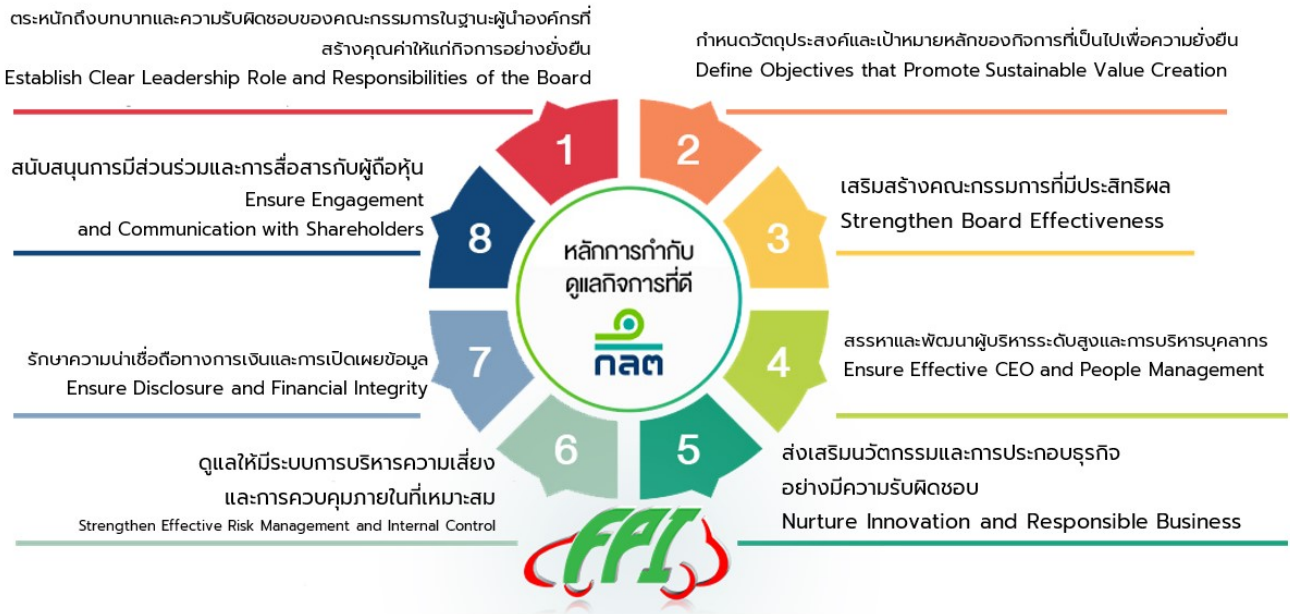 ตระหนักถึงบทบาทและความรับผิดชอบของคณะกรรมการในฐานะผู้นำองค์กรที่
สร้างคุณค่าให้แก่กิจการอย่างยั่งยืน
Establish Clear Leadership Role and Responsibilities of the Board
1
กำหนดวัตถุประสงค์และเป้าหมายหลักของกิจการที่เป็นไปเพื่อความยั่งยืน
Define Objectives that Promote Sustainable Value Creation
2
เสริมสร้างคณะกรรมการที่มีประสิทธิผล
Strengthen Board Effectiveness
3
สรรหาและพัฒนาผู้บริหารระดับสูงและการบริหารบุคลากร
Ensure Effective CEO and People Management
4
ส่งเสริมนวัตกรรมและการประกอบธุรกิจ
อย่างมีความรับผิดชอบ
Nurture Innovation and Responsible Business
5
ดูแลให้มีระบบการบริหารความเสี่ยง
และการควบคุมภายในที่เหมาะสม
Strengthen Effective Risk Management and Internal Control
6
รักษาความน่าเชื่อถือทางการเงินและการเปิดเผยข้อมูล
Ensure Disclosure and Financial Integrity
7
สนับสนุนการมีส่วนร่วมและการสื่อสารกับผู้ถือหุ้น
Ensure Engagement
and Communication with Shareholders
8
หลักการกำกับ
ดูแลกิจการที่ดี
กลต
FPI